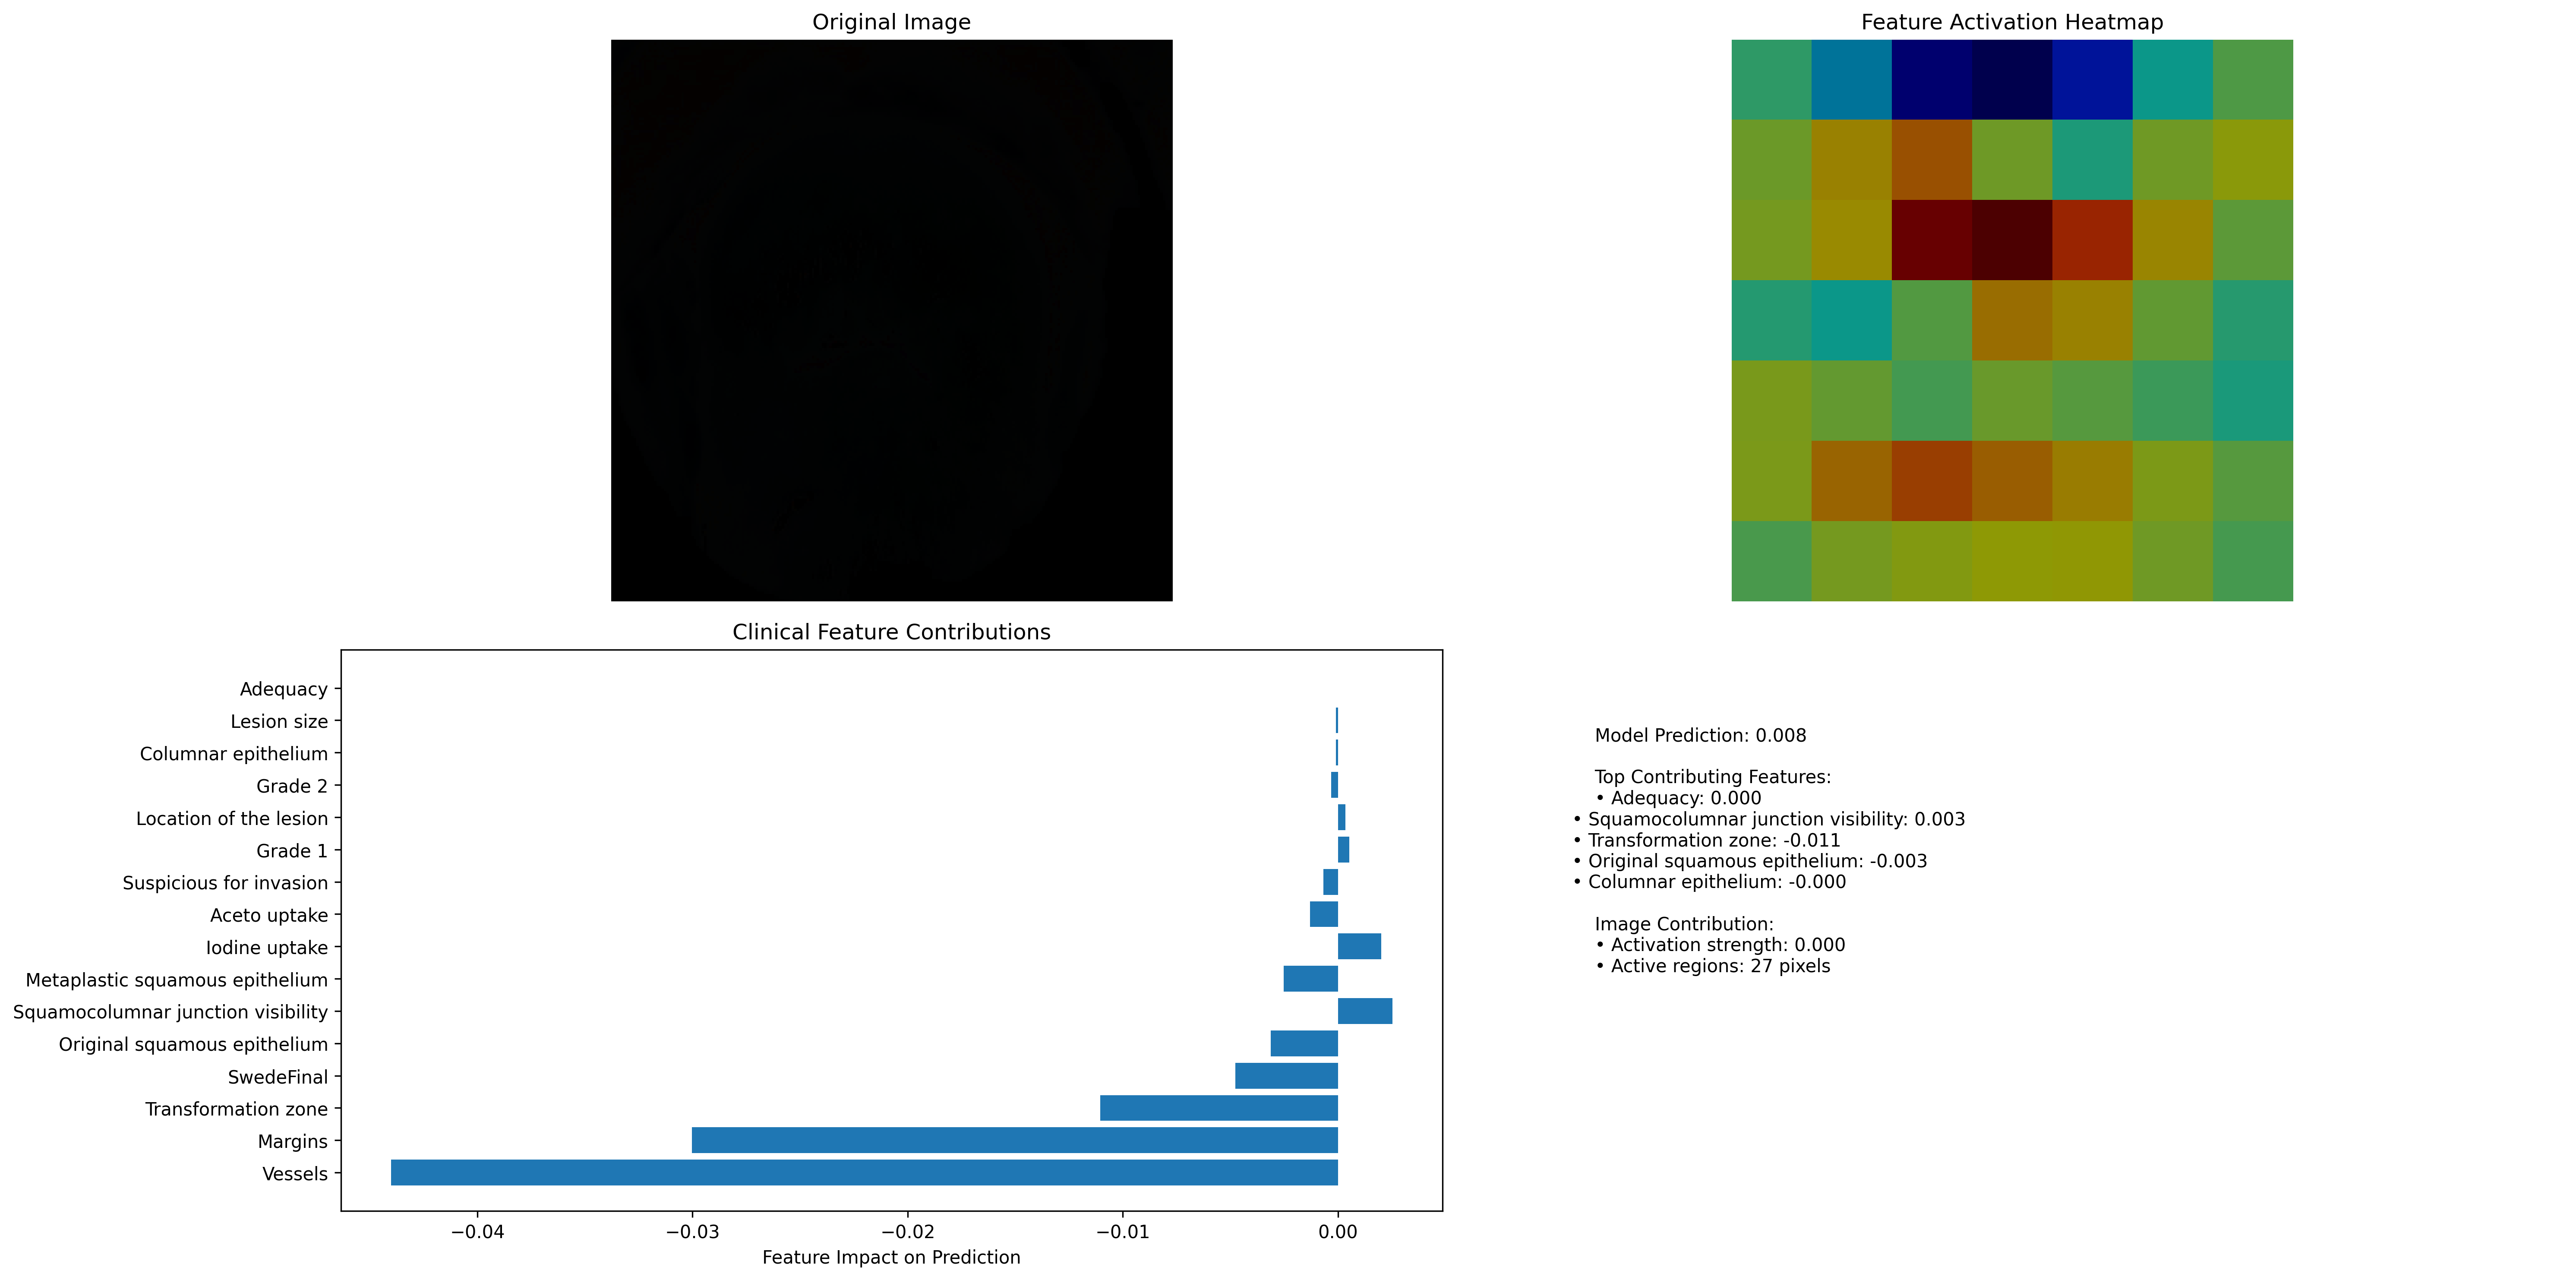 Original Image
Feature Activation Heatmap
Clinical Feature Contributions
Adequacy
Lesion size
Columnar epithelium
Grade 2
Location of the lesion
Grade 1
Suspicious for invasion
Aceto uptake
Iodine uptake
Metaplastic squamous epithelium
Squamocolumnar junction visibility
Original squamous epithelium
SwedeFinal
Transformation zone
Margins
Vessels
−0.04 −0.03 −0.02 −0.01 0.00
Feature Impact on Prediction
Model Prediction: 0.008
Top Contributing Features:
• Adequacy: 0.000
• Squamocolumnar junction visibility: 0.003
• Transformation zone: -0.011
• Original squamous epithelium: -0.003
• Columnar epithelium: -0.000
Image Contribution:
• Activation strength: 0.000
• Active regions: 27 pixels